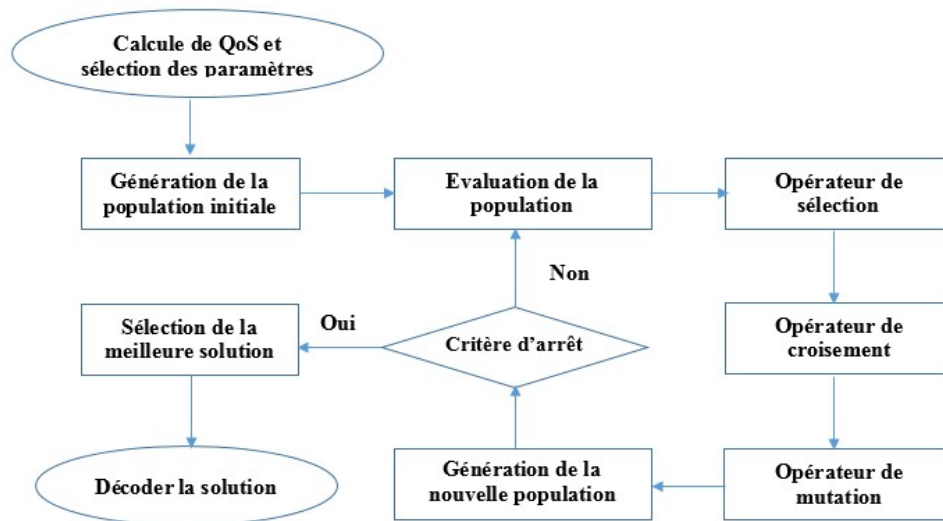 Calcule de QoS et
sélection des paramètres
Génération de la
population initiale
Evaluation de la
population
Opérateur de
sélection
Non
Sélection de la
meilleure solution
Oui
Critère d'arrêt
Opérateur de
croisement
Décoder la solution
Génération de la
nouvelle population
Opérateur de
mutation